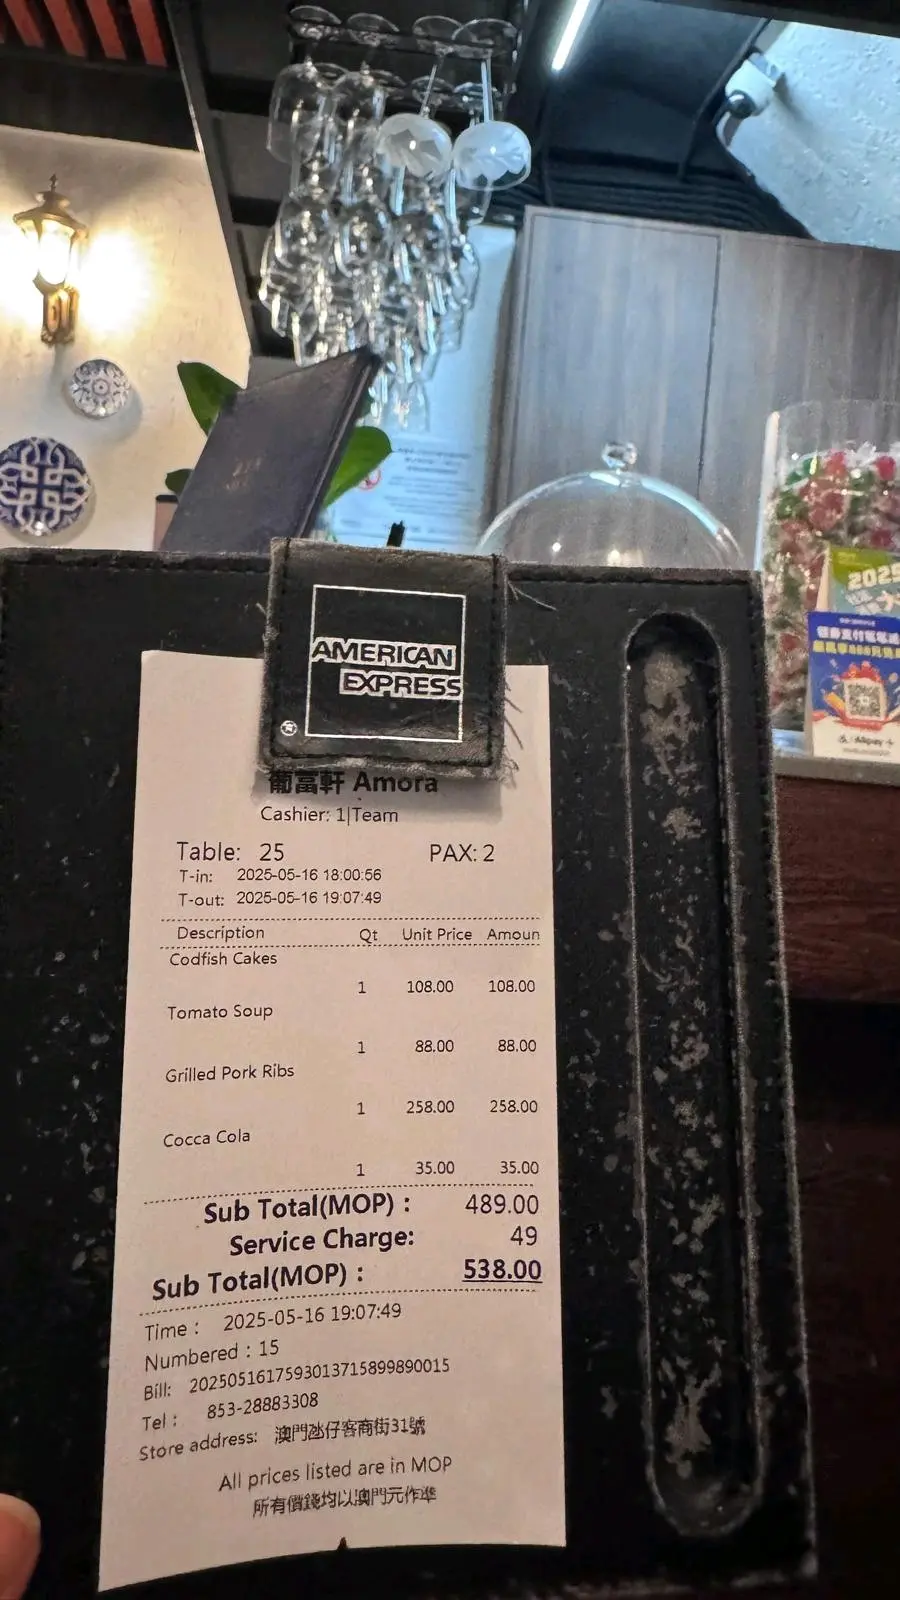 AMERICAN
EXPRESS
®
葡富軒 Amora
Cashier: 1|Team
Table: 25 PAX: 2
T-in: 2025-05-16 18:00:56
T-out: 2025-05-16 19:07:49
Description Qt Unit Price Amoun
Codfish Cakes
1 108.00 108.00
Tomato Soup
1 88.00 88.00
Grilled Pork Ribs
1 258.00 258.00
Cocca Cola
1 35.00 35.00
Sub Total(MOP) : 489.00
Service Charge: 49
Sub Total(MOP) : 538.00
Time : 2025-05-16 19:07:49
Numbered : 15
Bill: 2025051617593013715899890015
Tel : 853-28883308
Store address: 澳門氹仔客商街31號
All prices listed are in MOP
所有價錢均以澳門元作準
2025
Alipay+